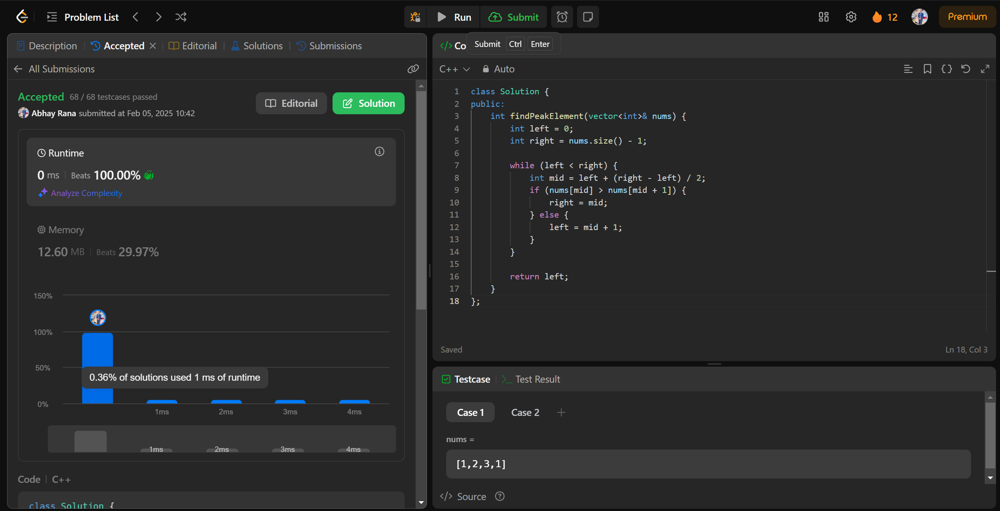 Problem List
Run
Submit
12
Premium
Description
Accepted
Editorial
Solutions
Submissions
All Submissions
Accepted 68 / 68 testcases passed
Abhay Rana submitted at Feb 05, 2025 10:42
Editorial
Solution
Runtime
0 ms Beats 100.00%
Analyze Complexity
Memory
12.60 MB Beats 29.97%
150%
100%
50%
0%
0.36% of solutions used 1 ms of runtime
1ms 2ms 3ms 4ms
1ms 2ms 3ms 4ms
Code C++
class Solution {
</> Co
Submit Ctrl Enter
C++ Auto
1 class Solution {
2 public:
3 int findPeakElement(vector<int>& nums) {
4 int left = 0;
5 int right = nums.size() - 1;
6
7 while (left < right) {
8 int mid = left + (right - left) / 2;
9 if (nums[mid] > nums[mid + 1]) {
10 right = mid;
11 } else {
12 left = mid + 1;
13 }
14 }
15
16 return left;
17 }
18 };
Saved
Ln 18, Col 3
Testcase
Test Result
Case 1
Case 2
nums =
[1,2,3,1]
</> Source